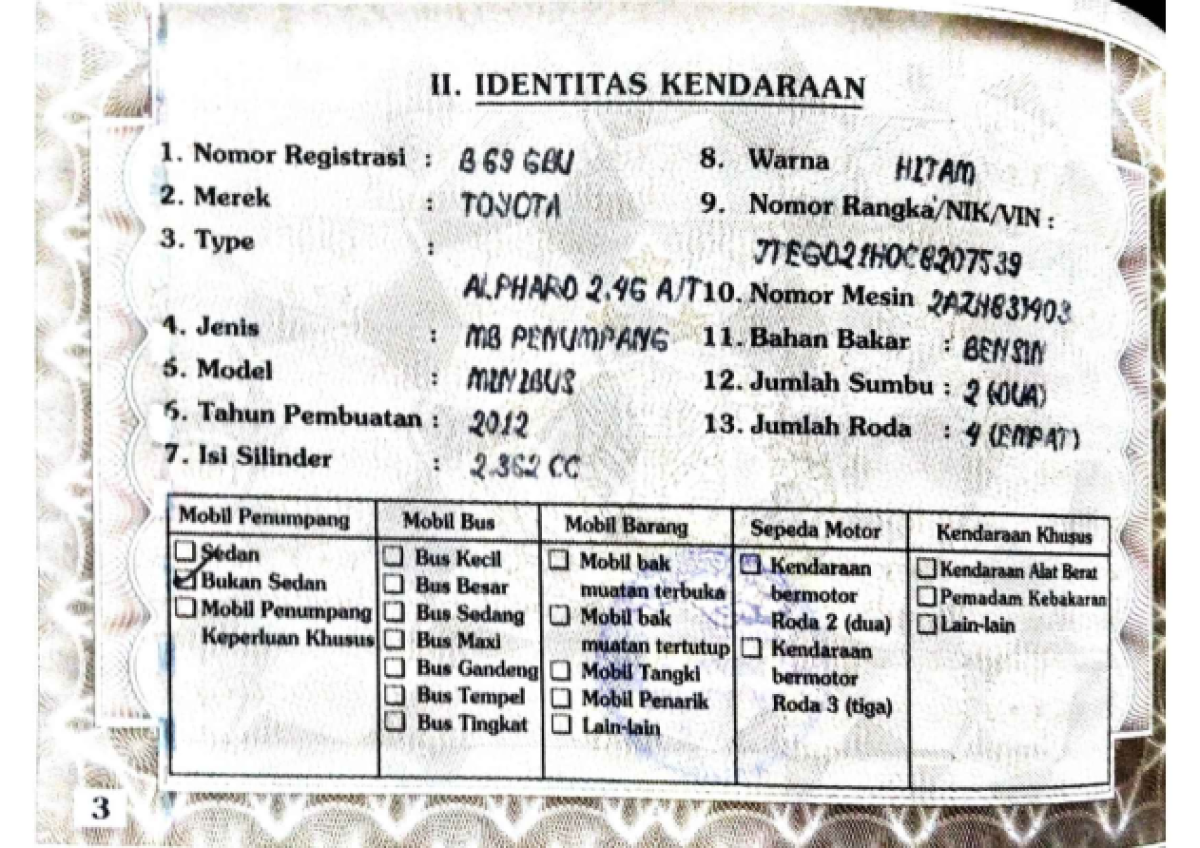 II. IDENTITAS KENDARAAN
1. Nomor Registrasi : B 69 GBU
2. Merek : TOYOTA
3. Type :
ALPHARD 2.4G A/T
4. Jenis : MB PENUMPANG
5. Model : MINIBUS
6. Tahun Pembuatan : 2012
7. Isi Silinder : 2.362 CC
8. Warna HITAM
9. Nomor Rangka/NIK/VIN :
10. Nomor Mesin
11. Bahan Bakar : BENSIN
12. Jumlah Sumbu : 2 (DUA)
13. Jumlah Roda : 4 (EMPAT)
Mobil Penumpang
Sedan
Bukan Sedan
Mobil Penumpang
Keperluan Khusus
Mobil Bus
Bus Kecil
Bus Besar
Bus Sedang
Bus Maxi
Bus Gandeng
Bus Tempel
Bus Tingkat
Mobil Barang
Mobil bak
muatan terbuka
Mobil bak
muatan tertutup
Mobil Tangki
Mobil Penarik
Lain-lain
Sepeda Motor
Kendaraan
bermotor
Roda 2 (dua)
Kendaraan
bermotor
Roda 3 (tiga)
Kendaraan Khusus
Kendaraan Alat Berat
Pemadam Kebakaran
Lain-lain
3